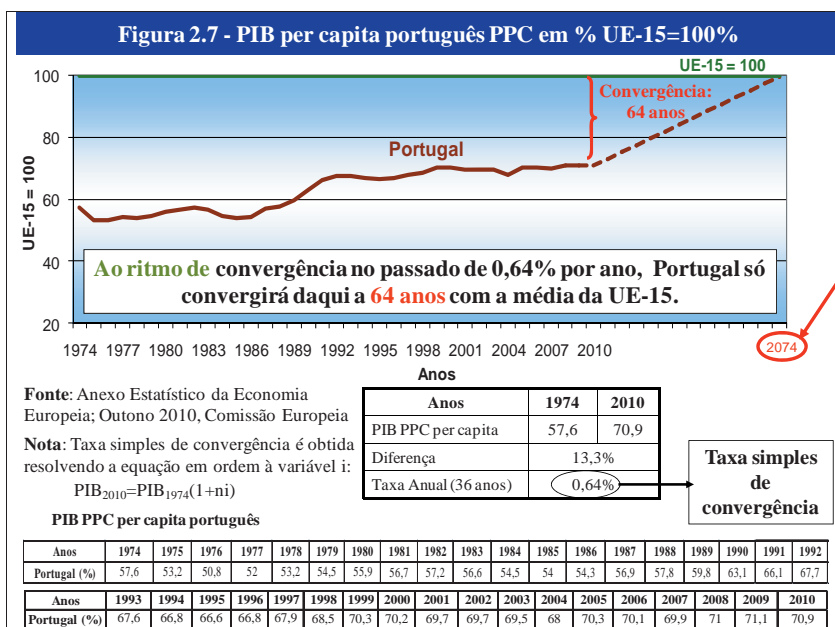 Figura 2.7 - PIB per capita português PPC em % UE-15=100%
UE-15 = 100
100
80
60
40
20
UE-15 = 100
Convergência:
64 anos
Portugal
Ao ritmo de convergência no passado de 0,64% por ano, Portugal só
convergirá daqui a 64 anos com a média da UE-15.
1974 1977 1980 1983 1986 1989 1992 1995 1998 2001 2004 2007 2010 2074
Anos
Fonte: Anexo Estatístico da Economia
Europeia; Outono 2010, Comissão Europeia
Nota: Taxa simples de convergência é obtida
resolvendo a equação em ordem à variável i:
PIB2010=PIB1974(1+ni)
Anos 1974 2010
PIB PPC per capita 57,6 70,9
Diferença 13,3%
Taxa Anual (36 anos) 0,64%
Taxa simples
de
convergência
PIB PPC per capita português
Anos 1974 1975 1976 1977 1978 1979 1980 1981 1982 1983 1984 1985 1986 1987 1988 1989 1990 1991 1992
Portugal (%) 57,6 53,2 50,8 52 53,2 54,5 55,9 56,7 57,2 56,6 54,5 54 54,3 56,9 57,8 59,8 63,1 66,1 67,7
Anos 1993 1994 1995 1996 1997 1998 1999 2000 2001 2002 2003 2004 2005 2006 2007 2008 2009 2010
Portugal (%) 67,6 66,8 66,6 66,8 67,9 68,5 70,3 70,2 69,7 69,7 69,5 68 70,3 70,1 69,9 71 71,1 70,9